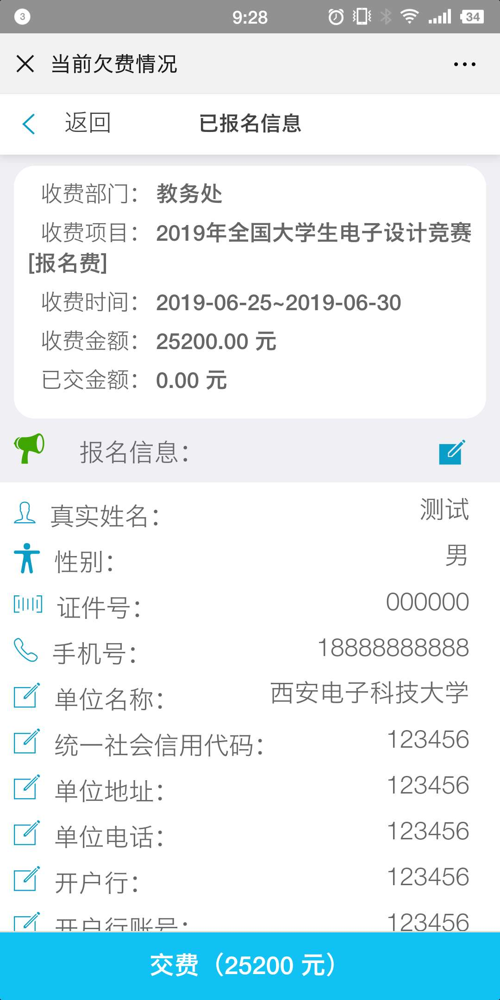 3
9:28
34
当前欠费情况
返回
已报名信息
收费部门： 教务处
收费项目： 2019年全国大学生电子设计竞赛
[报名费]
收费时间： 2019-06-25~2019-06-30
收费金额： 25200.00 元
已交金额： 0.00 元
报名信息：
真实姓名： 测试
性别： 男
证件号： 000000
手机号： 18888888888
单位名称： 西安电子科技大学
统一社会信用代码： 123456
单位地址： 123456
单位电话： 123456
开户行： 123456
开户行账号： 123456
交费（25200 元）